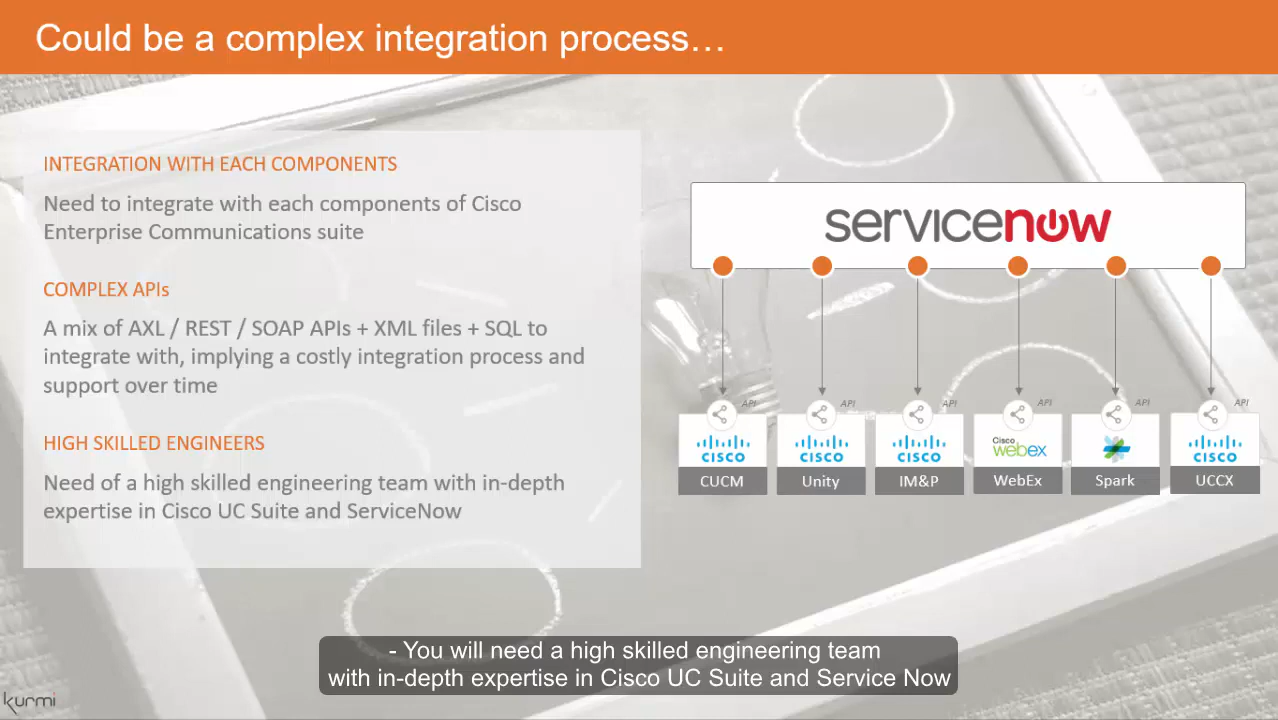 Could be a complex integration process…
INTEGRATION WITH EACH COMPONENTS
Need to integrate with each components of Cisco
Enterprise Communications suite
COMPLEX APIs
A mix of AXL / REST / SOAP APIs + XML files + SQL to
integrate with, implying a costly integration process and
support over time
HIGH SKILLED ENGINEERS
Need of a high skilled engineering team with in-depth
expertise in Cisco UC Suite and ServiceNow
servicenow
API API API API API API
CISCO CISCO CISCO Cisco webex CISCO
CUCM Unity IM&P WebEx Spark UCCX
- You will need a high skilled engineering team
with in-depth expertise in Cisco UC Suite and Service Now
kurmi